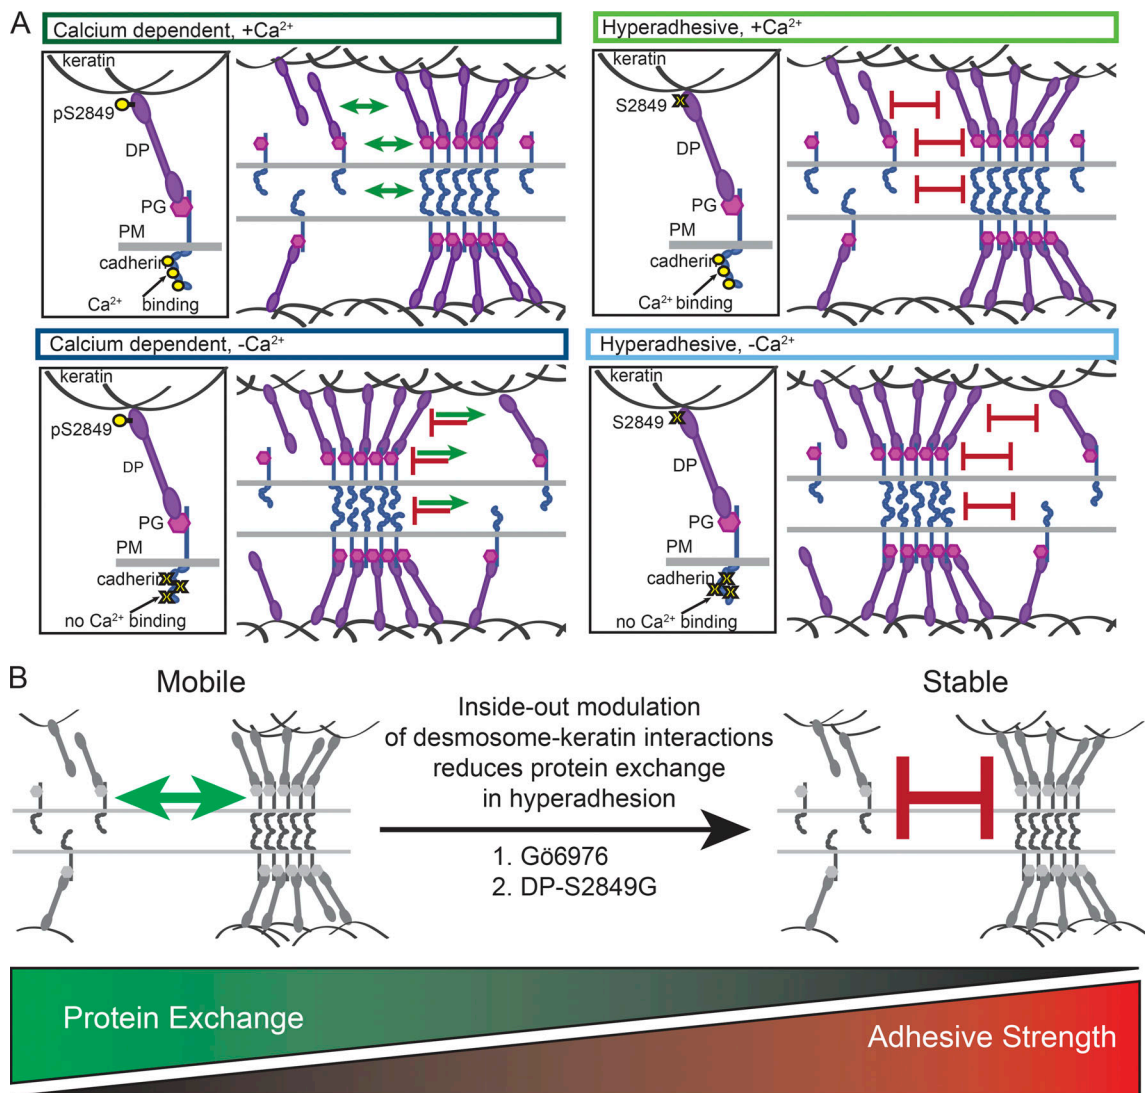 A
Calcium dependent, +Ca²⁺
keratin
pS2849
DP
PG
PM
cadherin
Ca²⁺ binding
Hyperadhesive, +Ca²⁺
keratin
S2849
DP
PG
PM
cadherin
Ca²⁺ binding
Calcium dependent, -Ca²⁺
keratin
pS2849
DP
PG
PM
cadherin
no Ca²⁺ binding
Hyperadhesive, -Ca²⁺
keratin
S2849
DP
PG
PM
cadherin
no Ca²⁺ binding
B
Mobile
Inside-out modulation
of desmosome-keratin interactions
reduces protein exchange
in hyperadhesion
1. Gö6976
2. DP-S2849G
Stable
Protein Exchange
Adhesive Strength